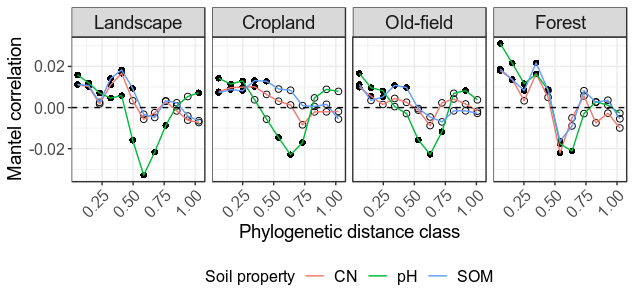 Landscape Cropland Old-field Forest
Mantel correlation
0.02
0.00
-0.02
0.25 0.50 0.75 1.00 0.25 0.50 0.75 1.00 0.25 0.50 0.75 1.00 0.25 0.50 0.75 1.00
Phylogenetic distance class
Soil property CN pH SOM